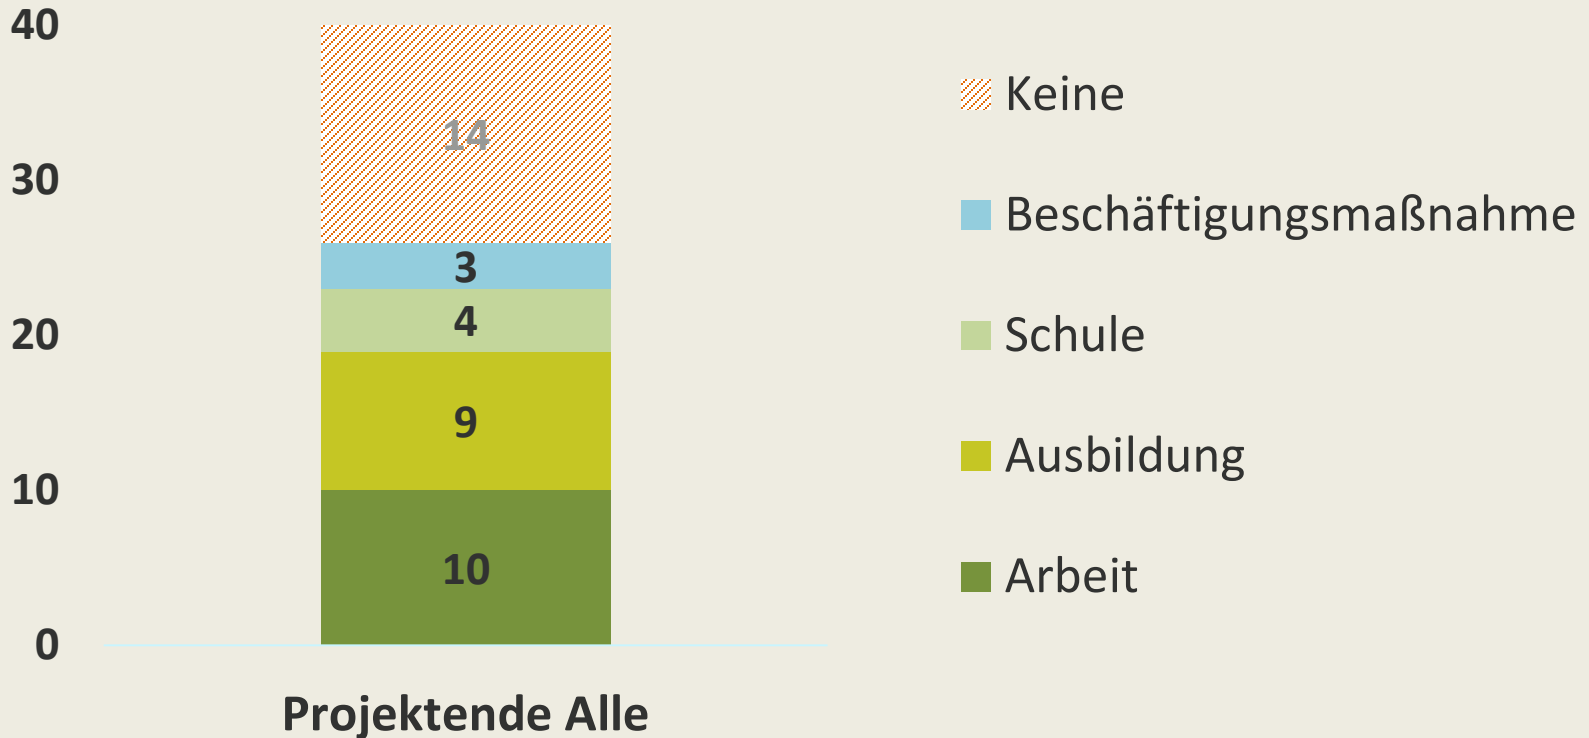 40
30
20
10
0
14
3
4
9
10
Projektende Alle
Keine
Beschäftigungsmaßnahme
Schule
Ausbildung
Arbeit